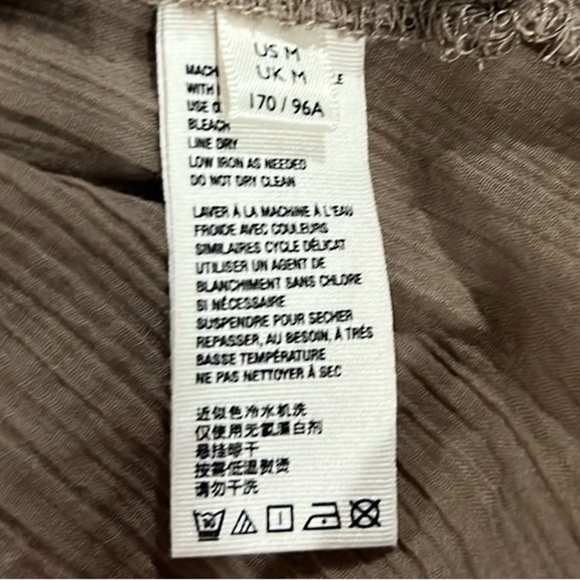 US M
UK M
170 / 96A
MACH
WITH
USE O
BLEACH
LINE DRY
LOW IRON AS NEEDED
DO NOT DRY CLEAN
LAVER À LA MACHINE À L'EAU
FROIDE AVEC COULEURS
SIMILAIRES CYCLE DÉLICAT
UTILISER UN AGENT DE
BLANCHIMENT SANS CHLORE
SI NÉCESSAIRE
SUSPENDRE POUR SECHER
REPASSER, AU BESOIN, À TRÉS
BASSE TEMPÉRATURE
NE PAS NETTOYER À SEC
近似色冷水机洗
仅使用无氯蛋白剂
悬挂晾干
按需低温熨烫
请勿干洗